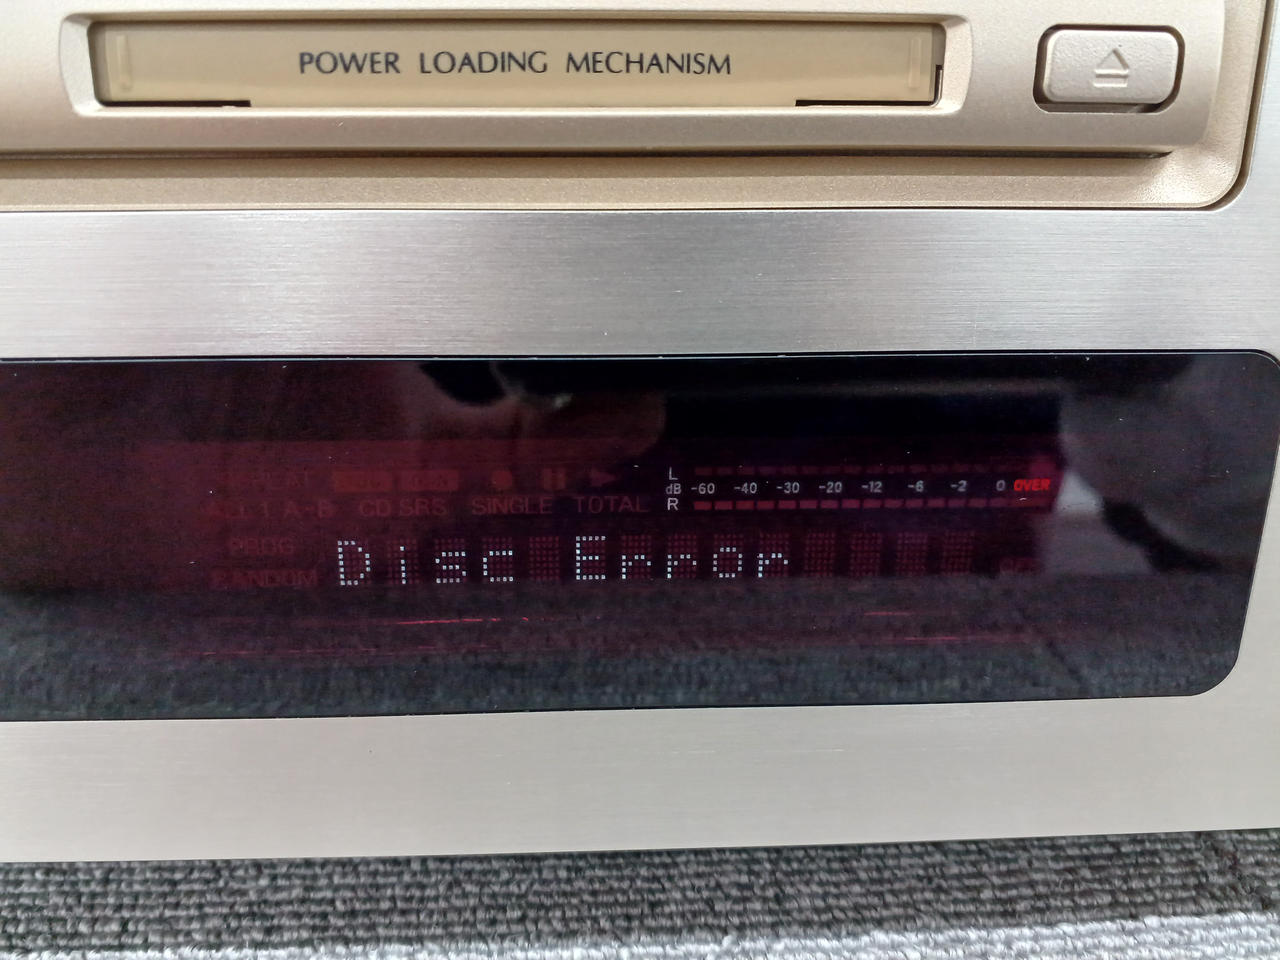 POWER LOADING MECHANISM
L
dB -60 -40 -30 -20 -12 -6 -2 0 OVER
R
CD SRS SINGLE TOTAL
PROG
Disc Error
RANDOM